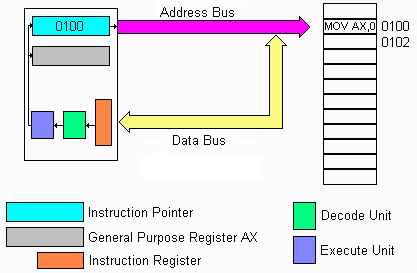 Address Bus
0100
MOV AX,0 0100
0102
Data Bus
Instruction Pointer
General Purpose Register AX
Instruction Register
Decode Unit
Execute Unit